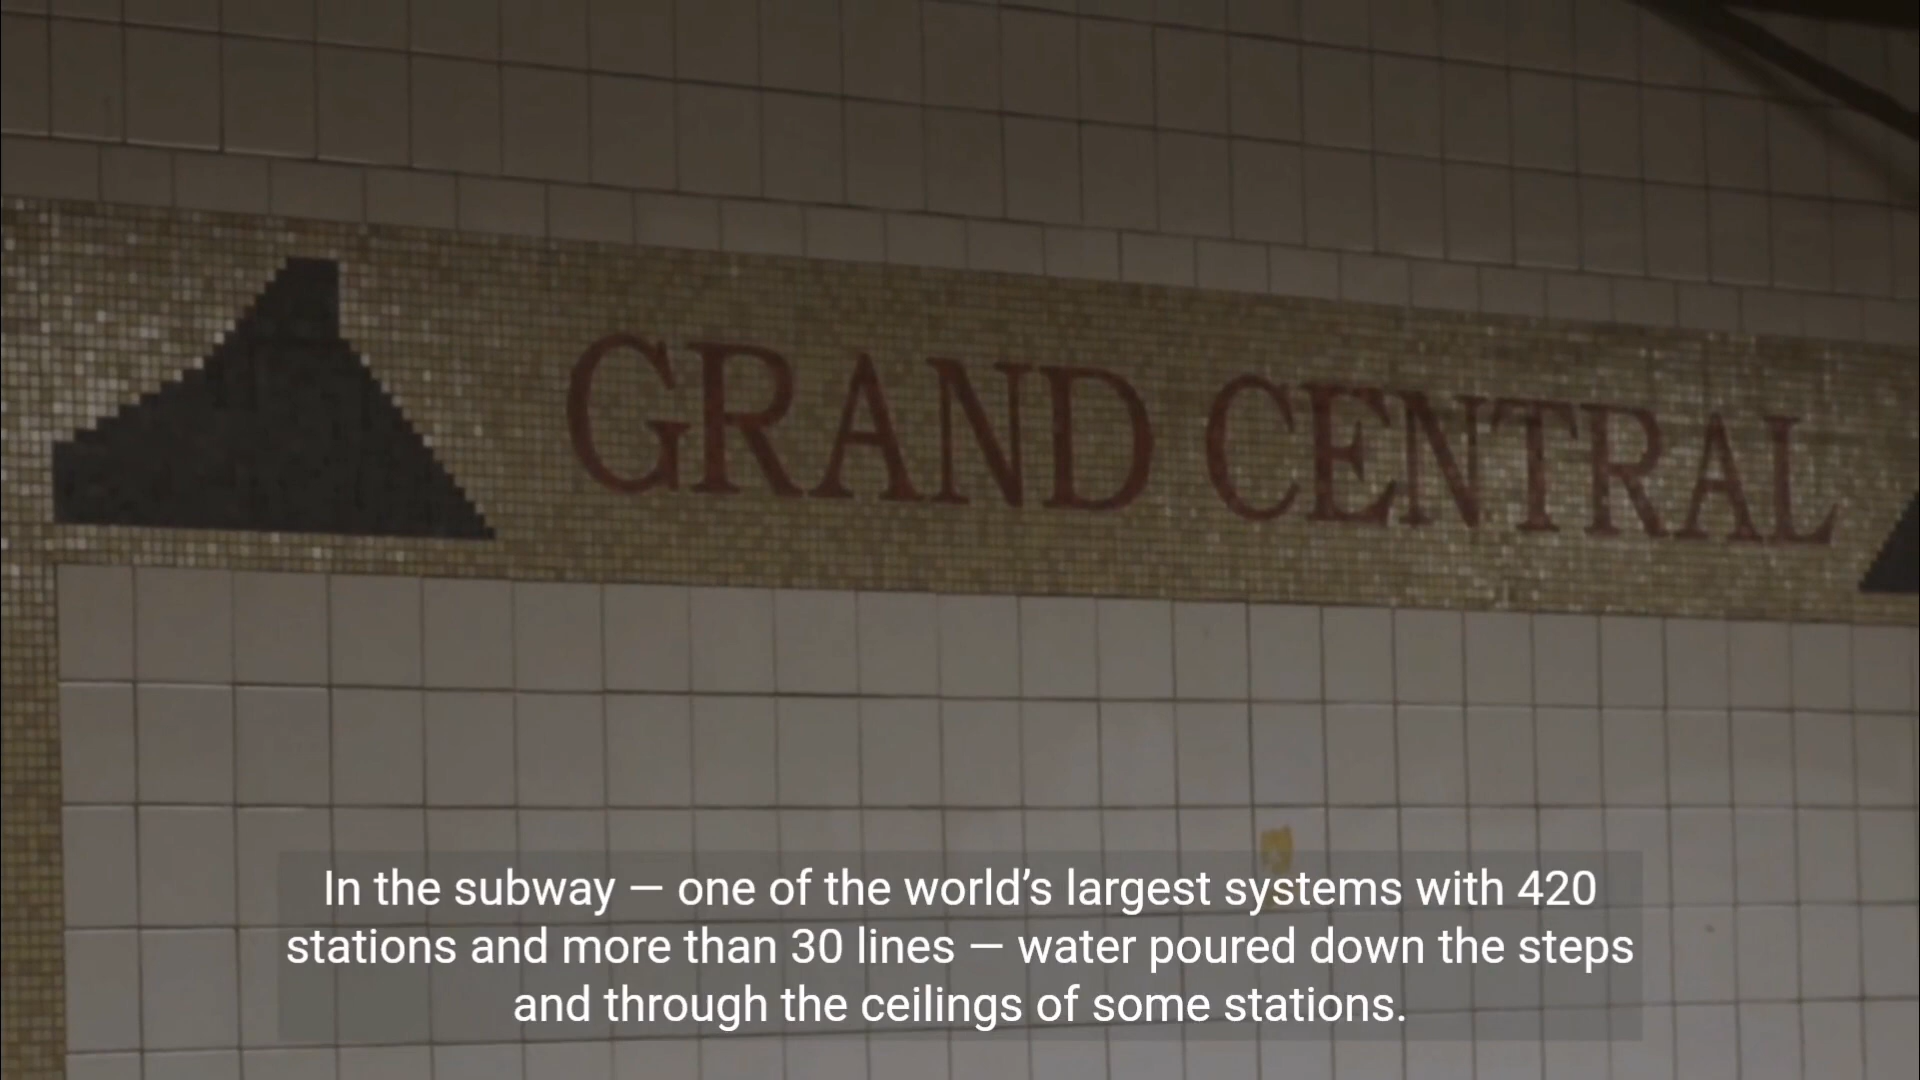 GRAND CENTRAL
In the subway — one of the world’s largest systems with 420
stations and more than 30 lines — water poured down the steps
and through the ceilings of some stations.